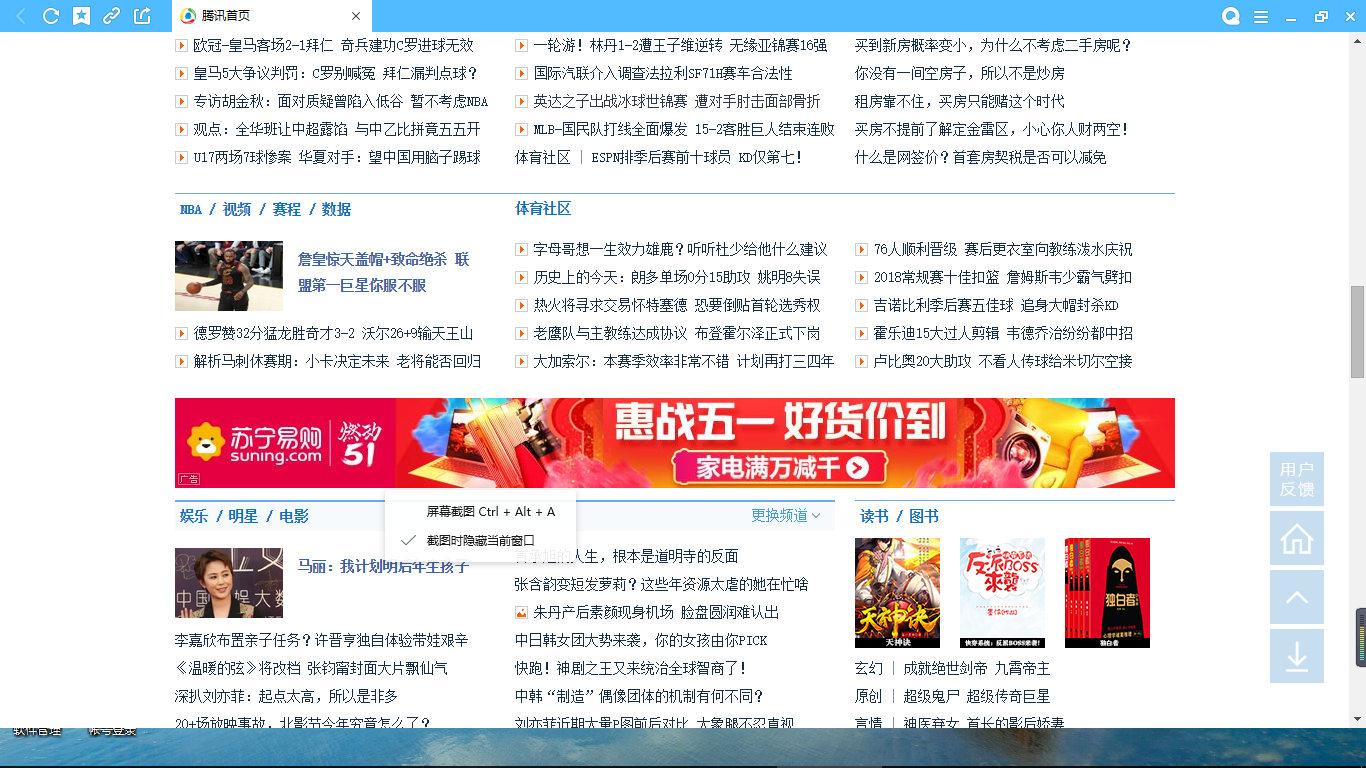 腾讯首页
欧冠-皇马客场2-1拜仁 奇兵建功C罗进球无效
皇马5大争议判罚：C罗别喊冤 拜仁漏判点球？
专访胡金秋：面对质疑曾陷入低谷 暂不考虑NBA
观点：全华班让中超露馅 与中乙比拼竟五五开
U17两场7球惨案 华夏对手：望中国用脑子踢球
一轮游！林丹1-2遭王子维逆转 无缘亚锦赛16强
国际汽联介入调查法拉利SF71H赛车合法性
英达之子出战冰球世锦赛 遭对手肘击面部骨折
MLB-国民队打线全面爆发 15-2客胜巨人结束连败
体育社区 | ESPN排季后赛前十球员 KD仅第七！
买到新房概率变小，为什么不考虑二手房呢？
你没有一间空房子，所以不是炒房
租房靠不住，买房只能赌这个时代
买房不提前了解定金雷区，小心你人财两空！
什么是网签价？首套房契税是否可以减免
NBA / 视频 / 赛程 / 数据
詹皇惊天盖帽+致命绝杀 联
盟第一巨星你服不服
德罗赞32分猛龙胜奇才3-2 沃尔26+9输天王山
解析马刺休赛期：小卡决定未来 老将能否回归
体育社区
字母哥想一生效力雄鹿？听听杜少给他什么建议
历史上的今天：朗多单场0分15助攻 姚明8失误
热火将寻求交易怀特塞德 恐要倒贴首轮选秀权
老鹰队与主教练达成协议 布登霍尔泽正式下岗
大加索尔：本赛季效率非常不错 计划再打三四年
76人顺利晋级 赛后更衣室向教练泼水庆祝
2018常规赛十佳扣篮 詹姆斯韦少霸气劈扣
吉诺比利季后赛五佳球 追身大帽封杀KD
霍乐迪15大过人剪辑 韦德乔治纷纷都中招
卢比奥20大助攻 不看人传球给米切尔空接
苏宁易购
suning.com
燃动
51
广告
惠战五一 好货价到
家电满万减千
屏幕截图 Ctrl + Alt + A
截图时隐藏当前窗口
娱乐 / 明星 / 电影
更换频道
马丽：我计划明后年生孩子
李嘉欣布置亲子任务？许晋亨独自体验带娃艰辛
《温暖的弦》将改档 张钧甯封面大片飘仙气
深扒刘亦菲：起点太高，所以是非多
20+场放映事故，北影节今年究竟怎么了？
言承旭的人生，根本是道明寺的反面
张含韵变短发萝莉？这些年资源太虐的她在忙啥
朱丹产后素颜现身机场 脸盘圆润难认出
中日韩女团大势来袭，你的女孩由你PICK
快跑！神剧之王又来统治全球智商了！
中韩“制造”偶像团体的机制有何不同？
刘亦菲近期大量P图前后对比 大象腿不忍直视
读书 / 图书
天神诀
天神诀
反派BOSS
来袭
快穿系统：反派BOSS来袭！
独白者
独白者
玄幻 | 成就绝世剑帝 九霄帝主
原创 | 超级鬼尸 超级传奇巨星
言情 | 神医弃女 首长的影后娇妻
用户
反馈
软件管理
帐号登录